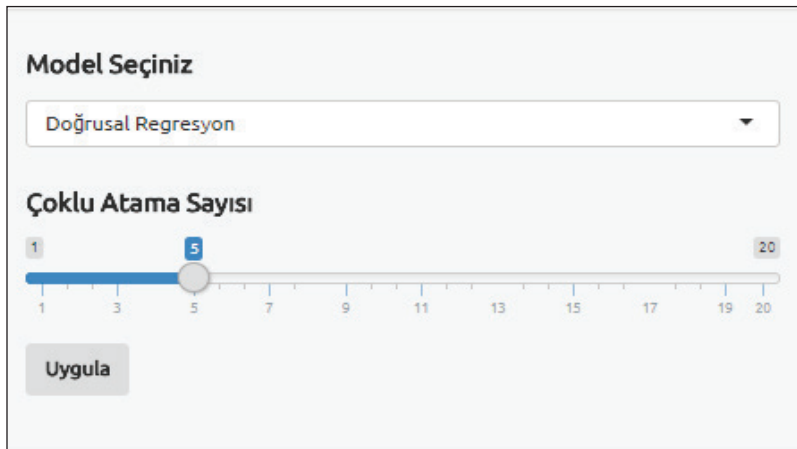 Model Seçiniz
Doğrusal Regresyon
Çoklu Atama Sayısı
1 5 20
1 3 5 7 9 11 13 15 17 19 20
Uygula